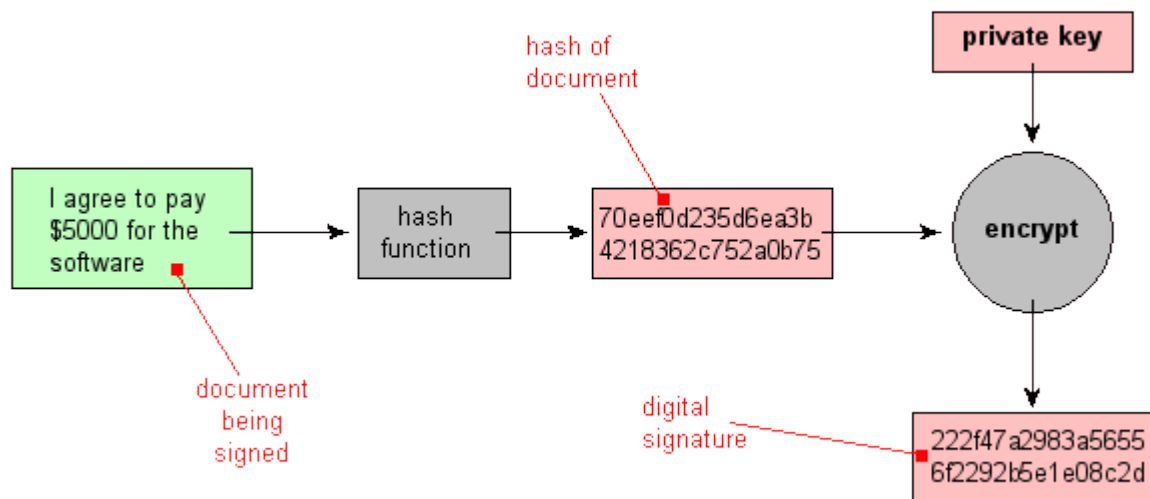 private key
hash of
document
I agree to pay
$5000 for the
software
hash
function
70eef0d235d6ea3b
4218362c752a0b75
encrypt
document
being
signed
digital
signature
222f47a2983a5655
6f2292b5e1e08c2d